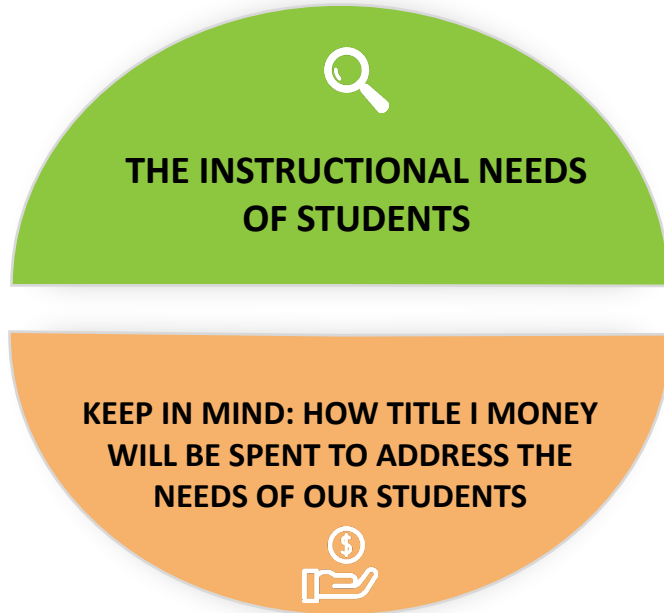 THE INSTRUCTIONAL NEEDS
OF STUDENTS
KEEP IN MIND: HOW TITLE I MONEY
WILL BE SPENT TO ADDRESS THE
NEEDS OF OUR STUDENTS
$